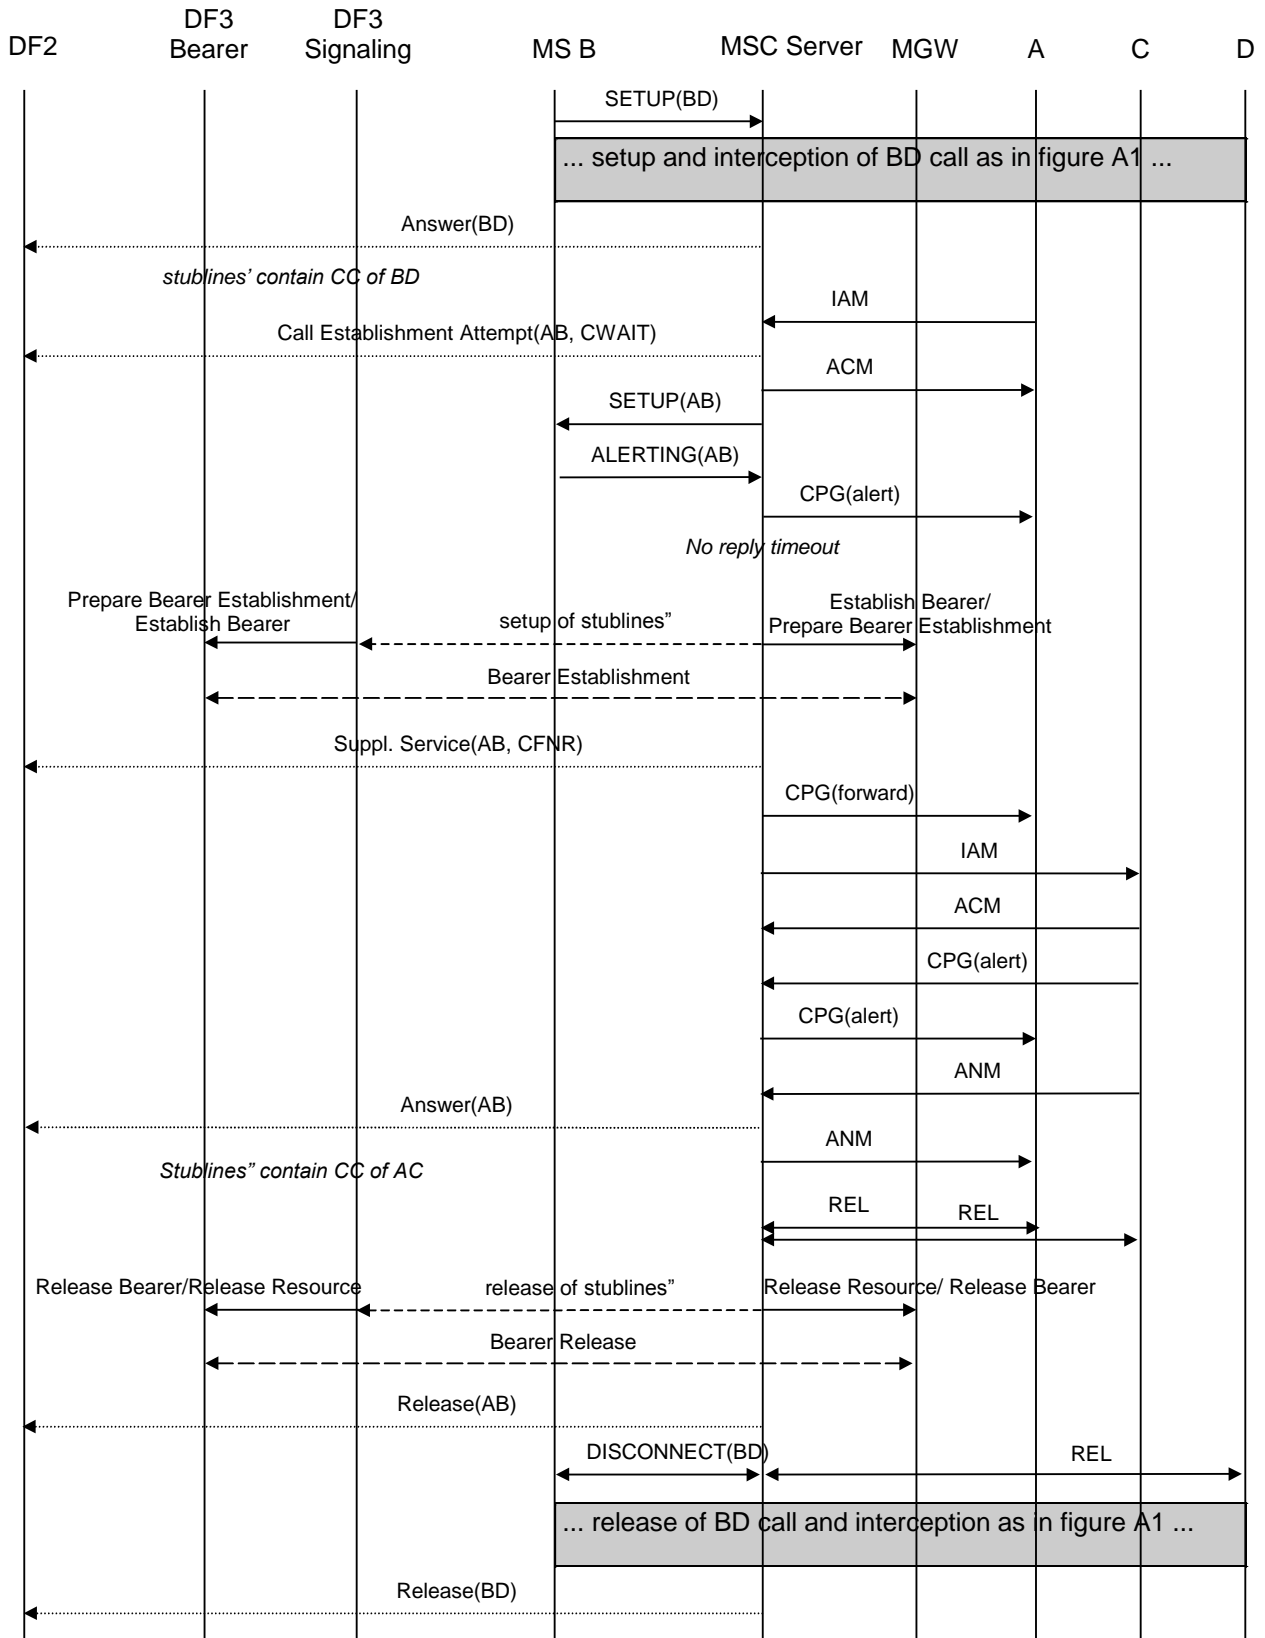 DF2
DF3
Bearer
DF3
Signaling
MS B
MSC Server
MGW
A
C
D
SETUP(BD)
... setup and interception of BD call as in figure A1 ...
Answer(BD)
stublines’ contain CC of BD
IAM
Call Establishment Attempt(AB, CWAIT)
ACM
SETUP(AB)
ALERTING(AB)
CPG(alert)
No reply timeout
Prepare Bearer Establishment/
Establish Bearer
setup of stublines”
Establish Bearer/
Prepare Bearer Establishment
Bearer Establishment
Suppl. Service(AB, CFNR)
CPG(forward)
IAM
ACM
CPG(alert)
CPG(alert)
ANM
Answer(AB)
ANM
Stublines” contain CC of AC
REL
REL
Release Bearer/Release Resource
release of stublines”
Release Resource/ Release Bearer
Bearer Release
Release(AB)
DISCONNECT(BD)
REL
... release of BD call and interception as in figure A1 ...
Release(BD)